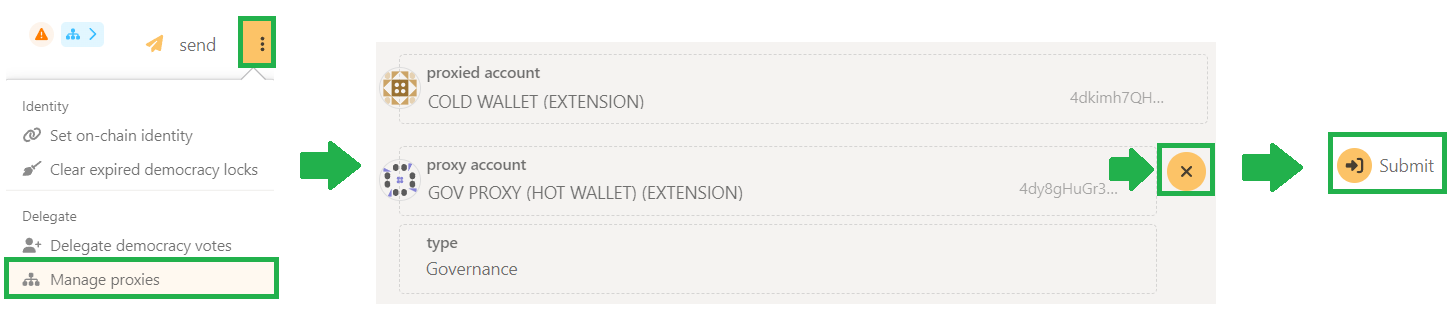 send
Identity
Set on-chain identity
Clear expired democracy locks
Delegate
Delegate democracy votes
Manage proxies
proxied account
COLD WALLET (EXTENSION)
4dkimh7QH...
proxy account
GOV PROXY (HOT WALLET) (EXTENSION)
4dy8gHuGr3...
type
Governance
Submit